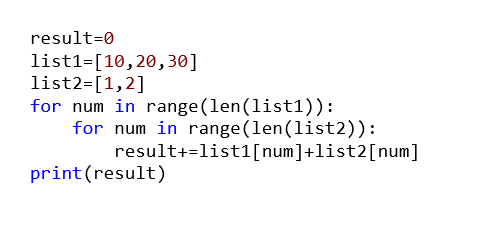 result=0
list1=[10,20,30]
list2=[1,2]
for num in range(len(list1)):
    for num in range(len(list2)):
        result+=list1[num]+list2[num]
print(result)